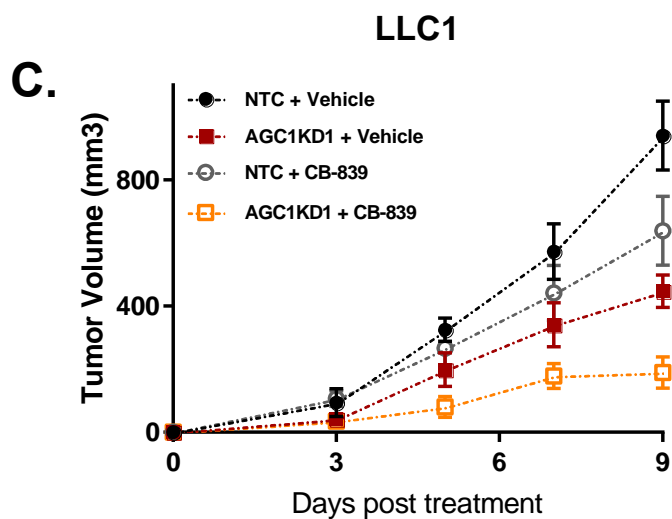 LLC1
C.
NTC + Vehicle
AGC1KD1 + Vehicle
NTC + CB-839
AGC1KD1 + CB-839
Tumor Volume (mm3)
800
400
0
0 3 6 9
Days post treatment